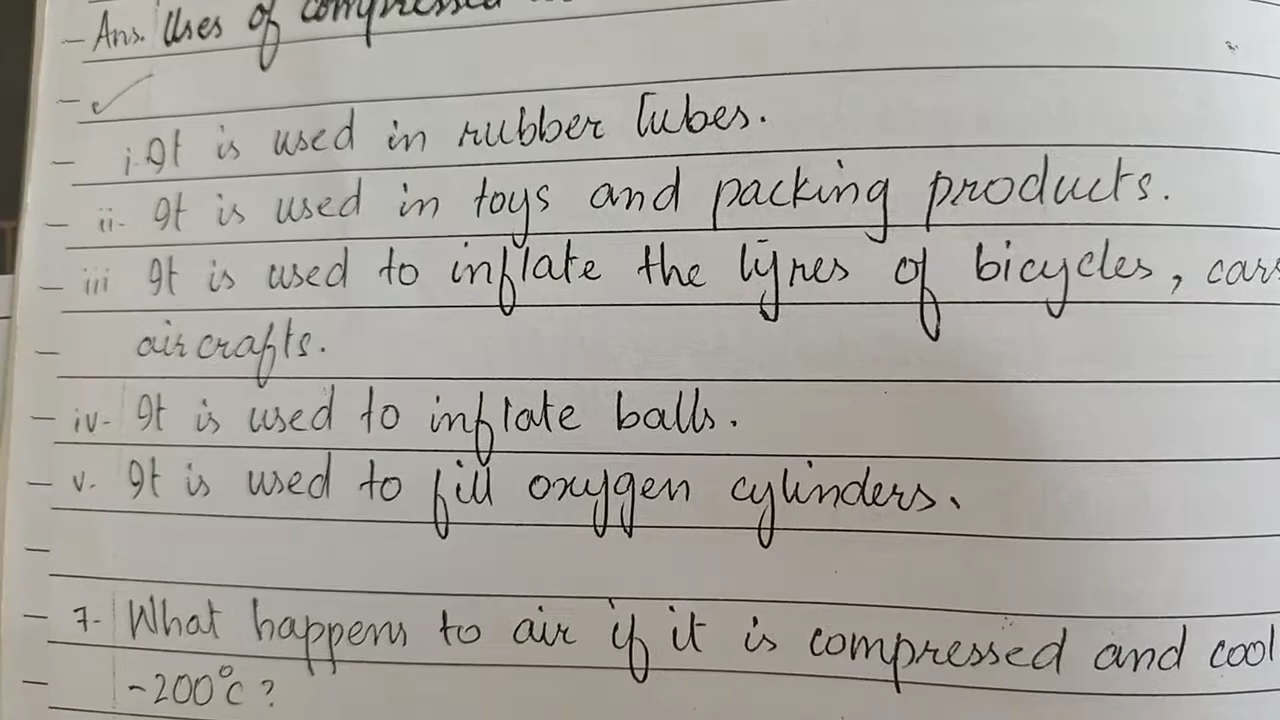 Ans. Uses of compressed
i. It is used in rubber tubes.
ii- It is used in toys and packing products.
iii It is used to inflate the tyres of bicycles, cars
aircrafts.
iv- It is used to inflate balls.
v. It is used to fill oxygen cylinders.
7- What happens to air if it is compressed and cool
-200°c?